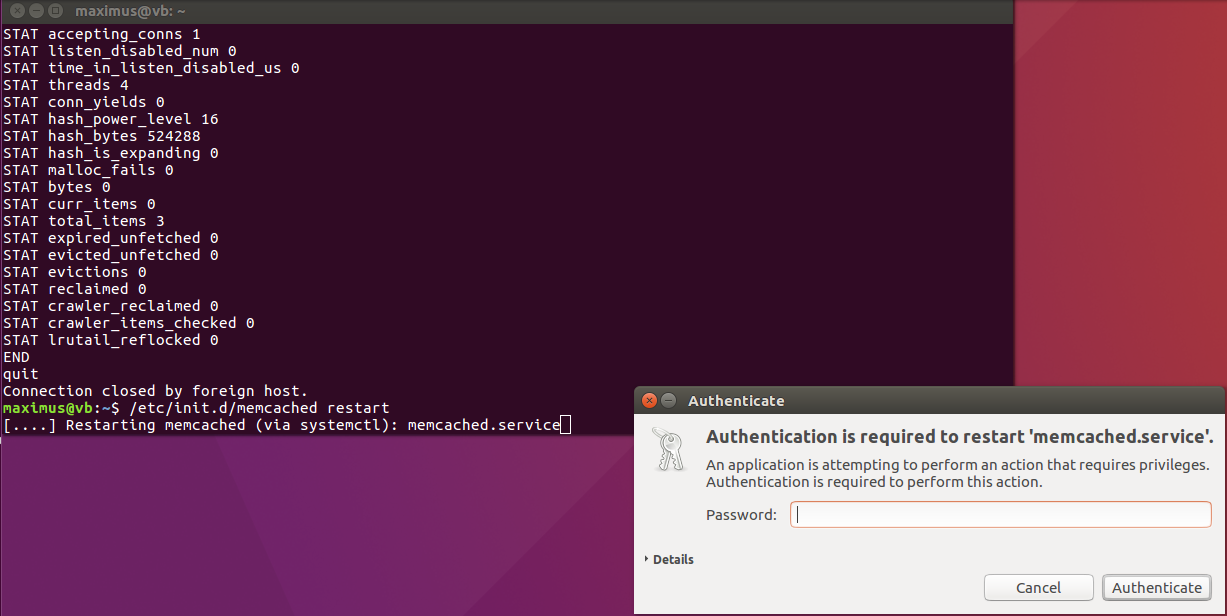 maximus@vb: ~
STAT accepting_conns 1
STAT listen_disabled_num 0
STAT time_in_listen_disabled_us 0
STAT threads 4
STAT conn_yields 0
STAT hash_power_level 16
STAT hash_bytes 524288
STAT hash_is_expanding 0
STAT malloc_fails 0
STAT bytes 0
STAT curr_items 0
STAT total_items 3
STAT expired_unfetched 0
STAT evicted_unfetched 0
STAT evictions 0
STAT reclaimed 0
STAT crawler_reclaimed 0
STAT crawler_items_checked 0
STAT lrutail_reflocked 0
END
quit
Connection closed by foreign host.
maximus@vb:~$ /etc/init.d/memcached restart
[....] Restarting memcached (via systemctl): memcached.service
Authenticate
Authentication is required to restart 'memcached.service'.
An application is attempting to perform an action that requires privileges.
Authentication is required to perform this action.
Password:
Details
Cancel Authenticate